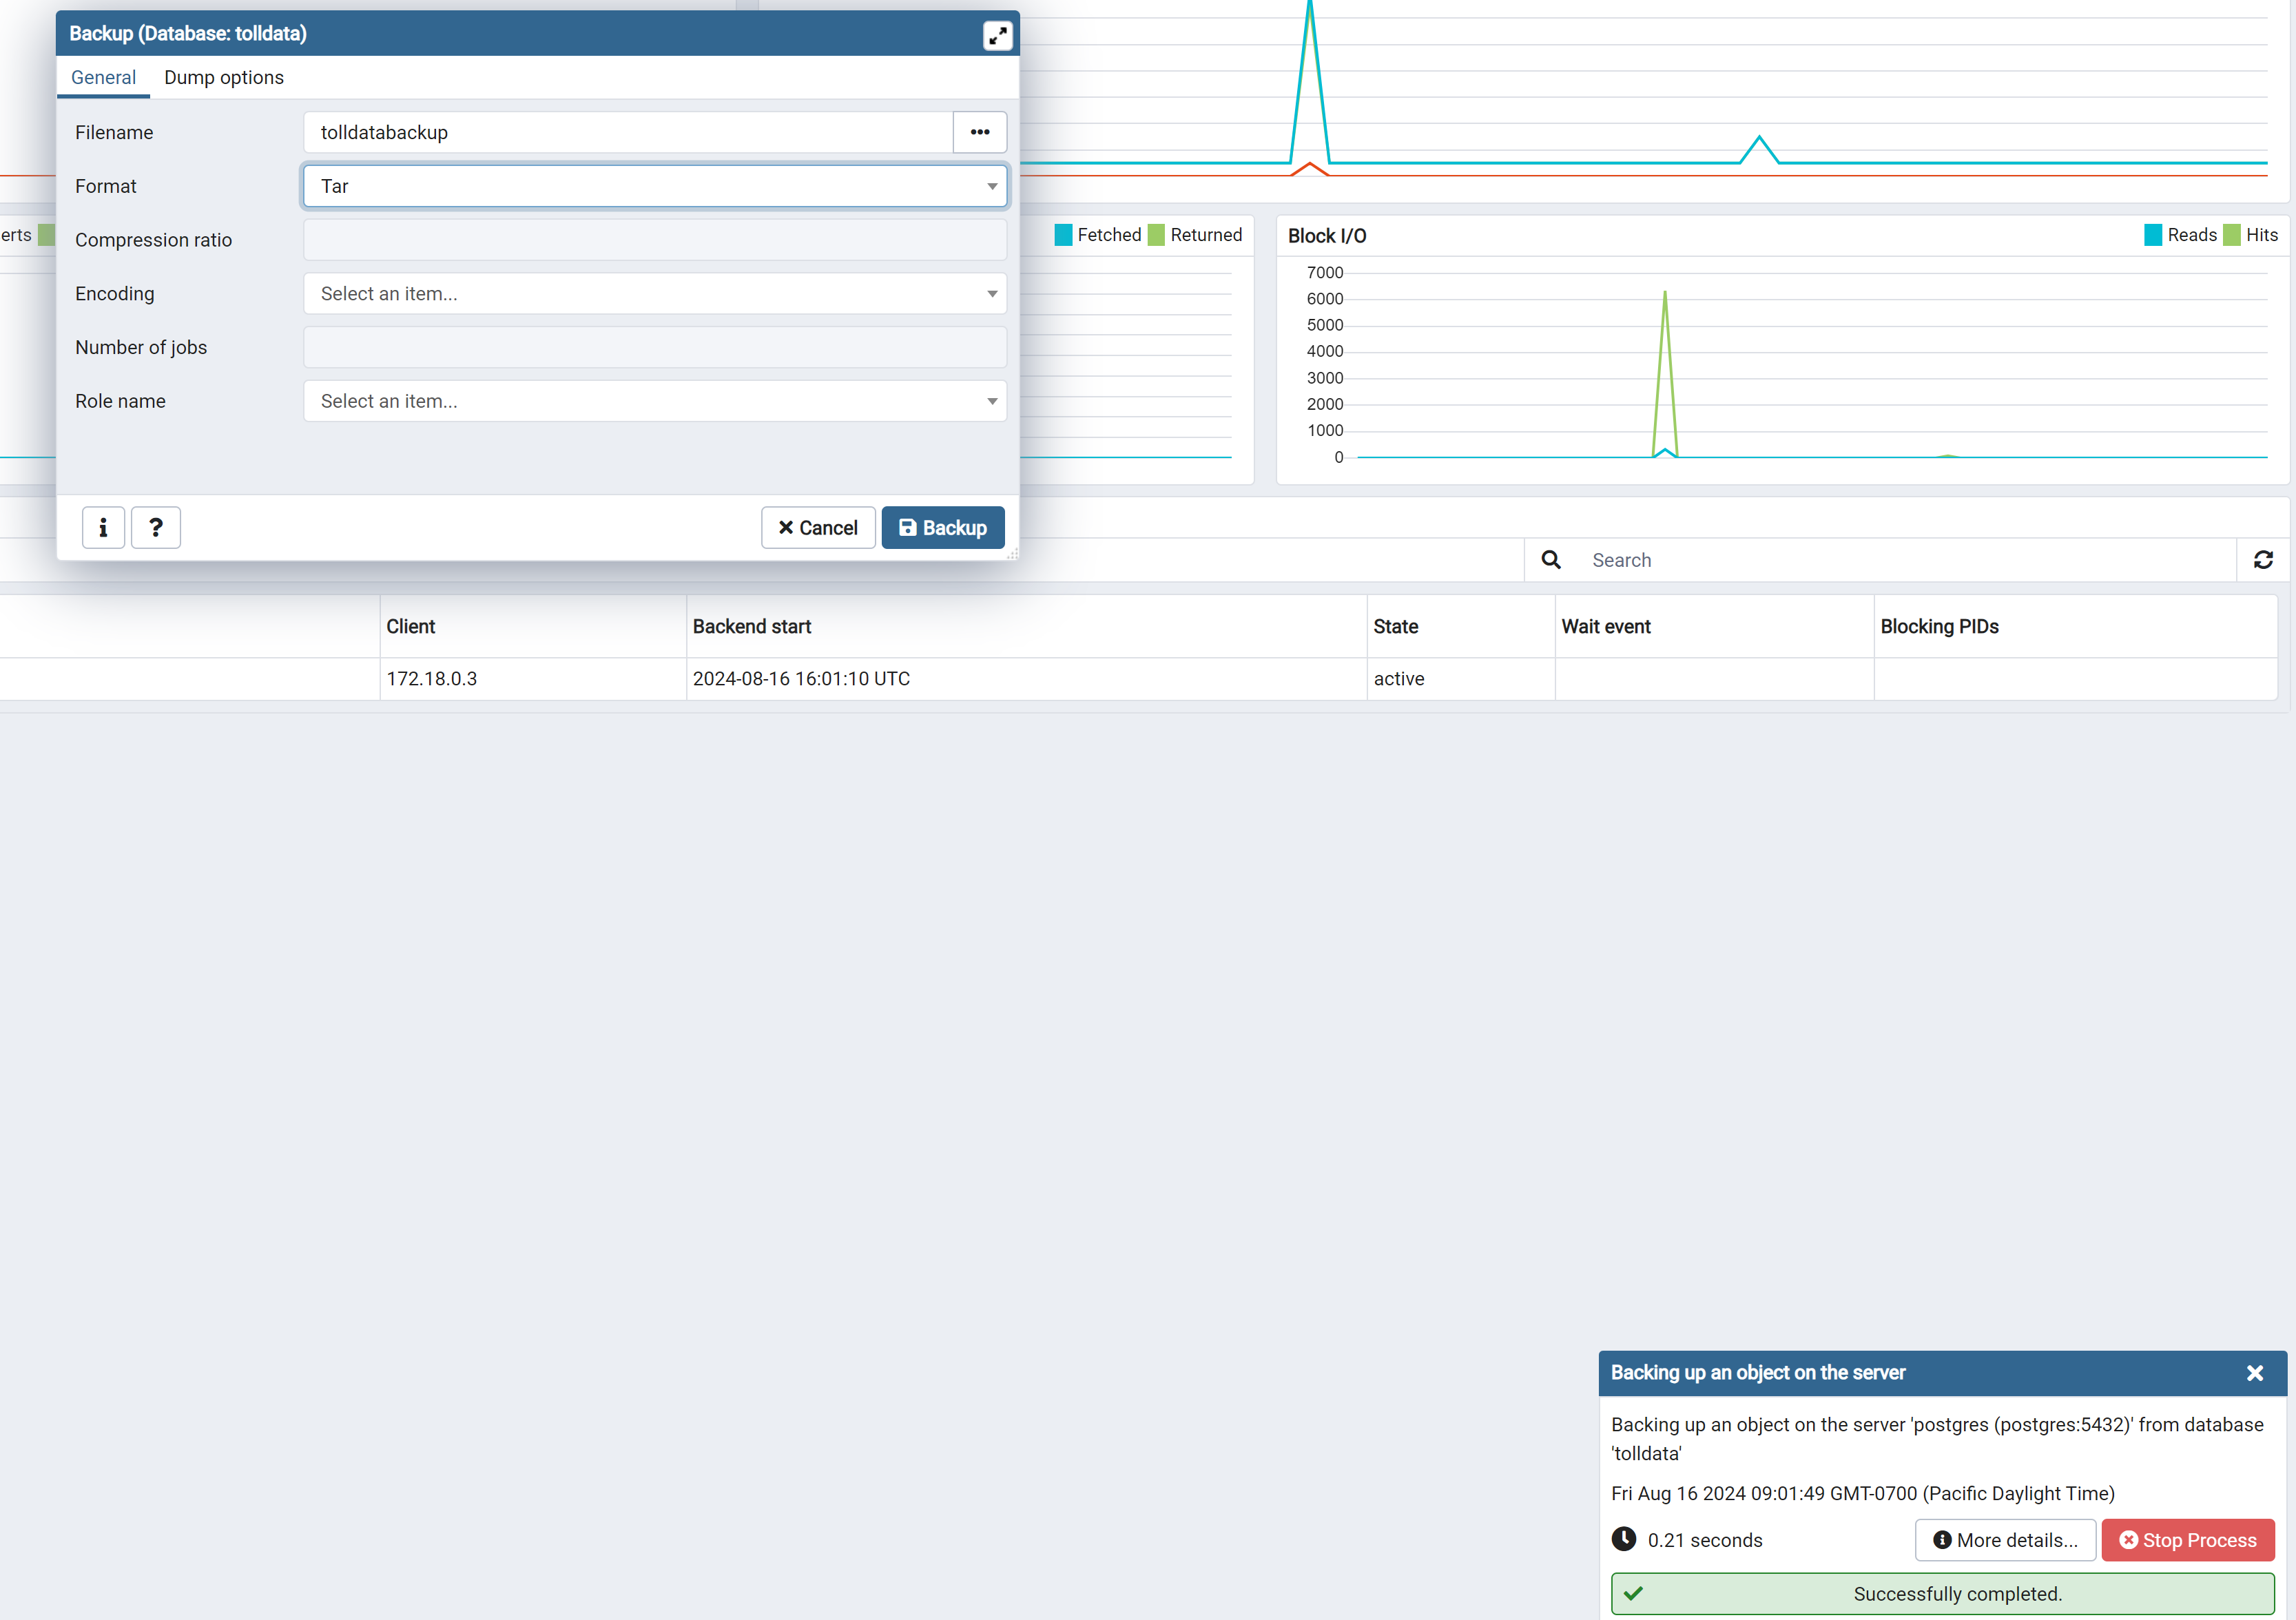 Backup (Database: tolldata)
General Dump options
Filename tolldatabackup •••
Format Tar
Compression ratio
Encoding Select an item...
Number of jobs
Role name Select an item...
i ? Cancel Backup
erts
Fetched Returned
Block I/O Reads Hits
7000
6000
5000
4000
3000
2000
1000
0
Search
Client Backend start State Wait event Blocking PIDs
172.18.0.3 2024-08-16 16:01:10 UTC active
Backing up an object on the server
Backing up an object on the server 'postgres (postgres:5432)' from database
'tolldata'
Fri Aug 16 2024 09:01:49 GMT-0700 (Pacific Daylight Time)
0.21 seconds More details... Stop Process
Successfully completed.